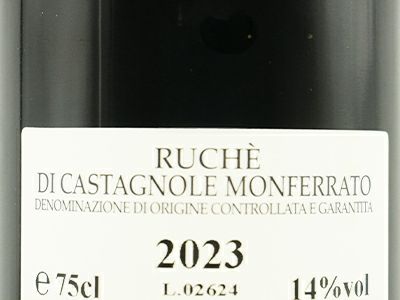 RUCHÈ
DI CASTAGNOLE MONFERRATO
DENOMINAZIONE DI ORIGINE CONTROLLATA E GARANTITA
2023
℮ 75cl L.02624 14%vol